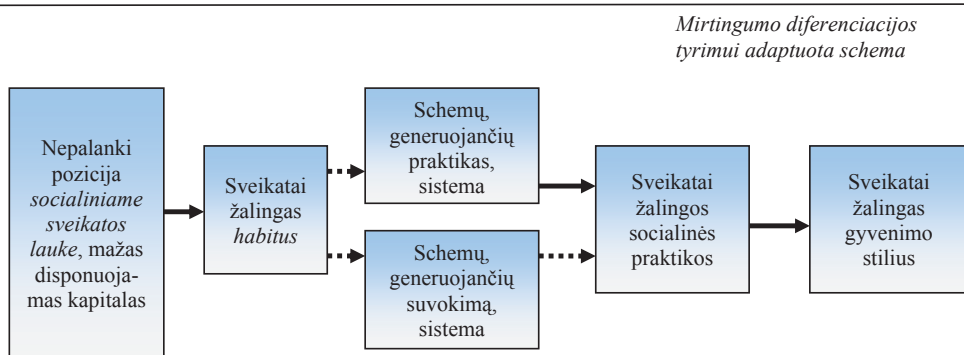 Mirtingumo diferenciacijos
tyrimui adaptuota schema
Nepalanki
pozicija
socialiniame
sveikatos
lauke, mažas
disponuoja-
mas kapitalas
Sveikatai
žalingas
habitus
Schemų,
generuojančių
praktikas,
sistema
Schemų,
generuojančių
suvokimą,
sistema
Sveikatai
žalingos
socialinės
praktikos
Sveikatai
žalingas
gyvenimo
stilius